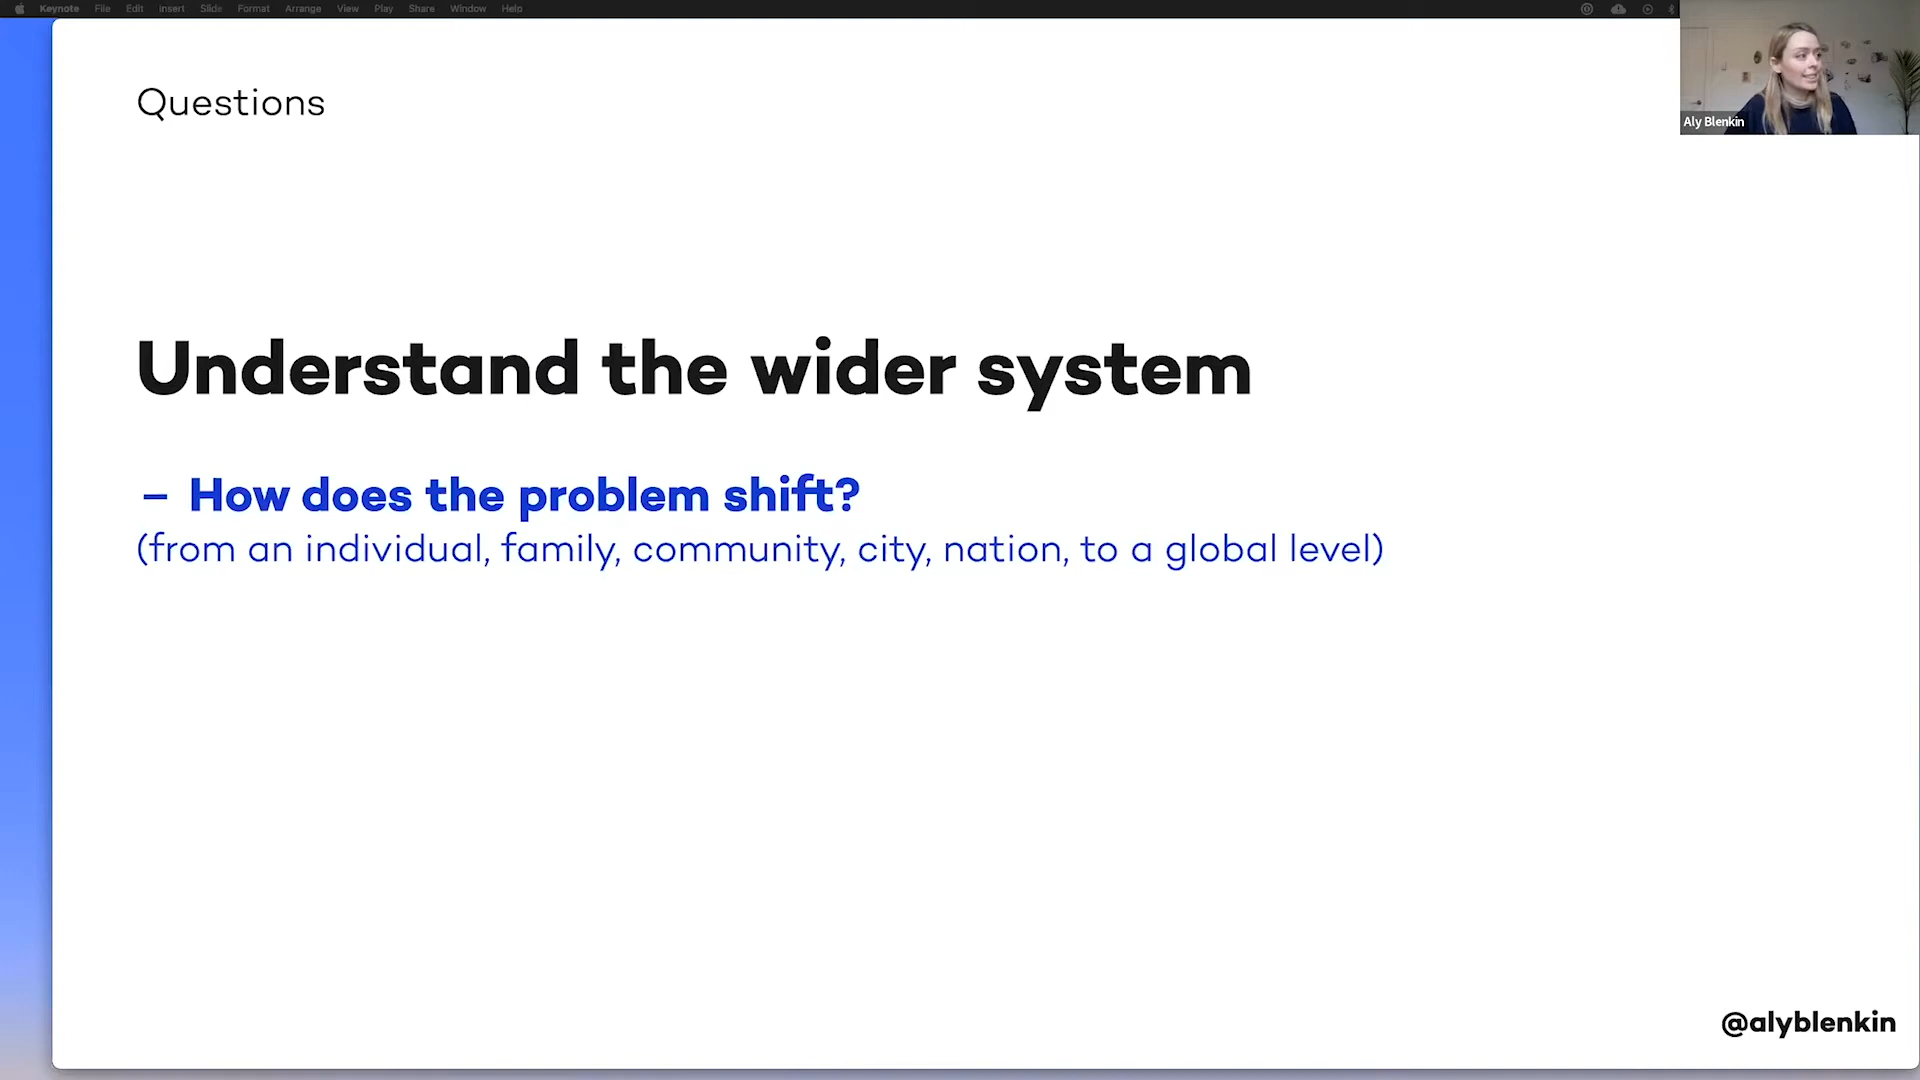 Keynote File Edit Insert Slide Format Arrange View Play Share Window Help
Aly Blenkin
Questions
Understand the wider system
– How does the problem shift?
(from an individual, family, community, city, nation, to a global level)
@alyblenkin